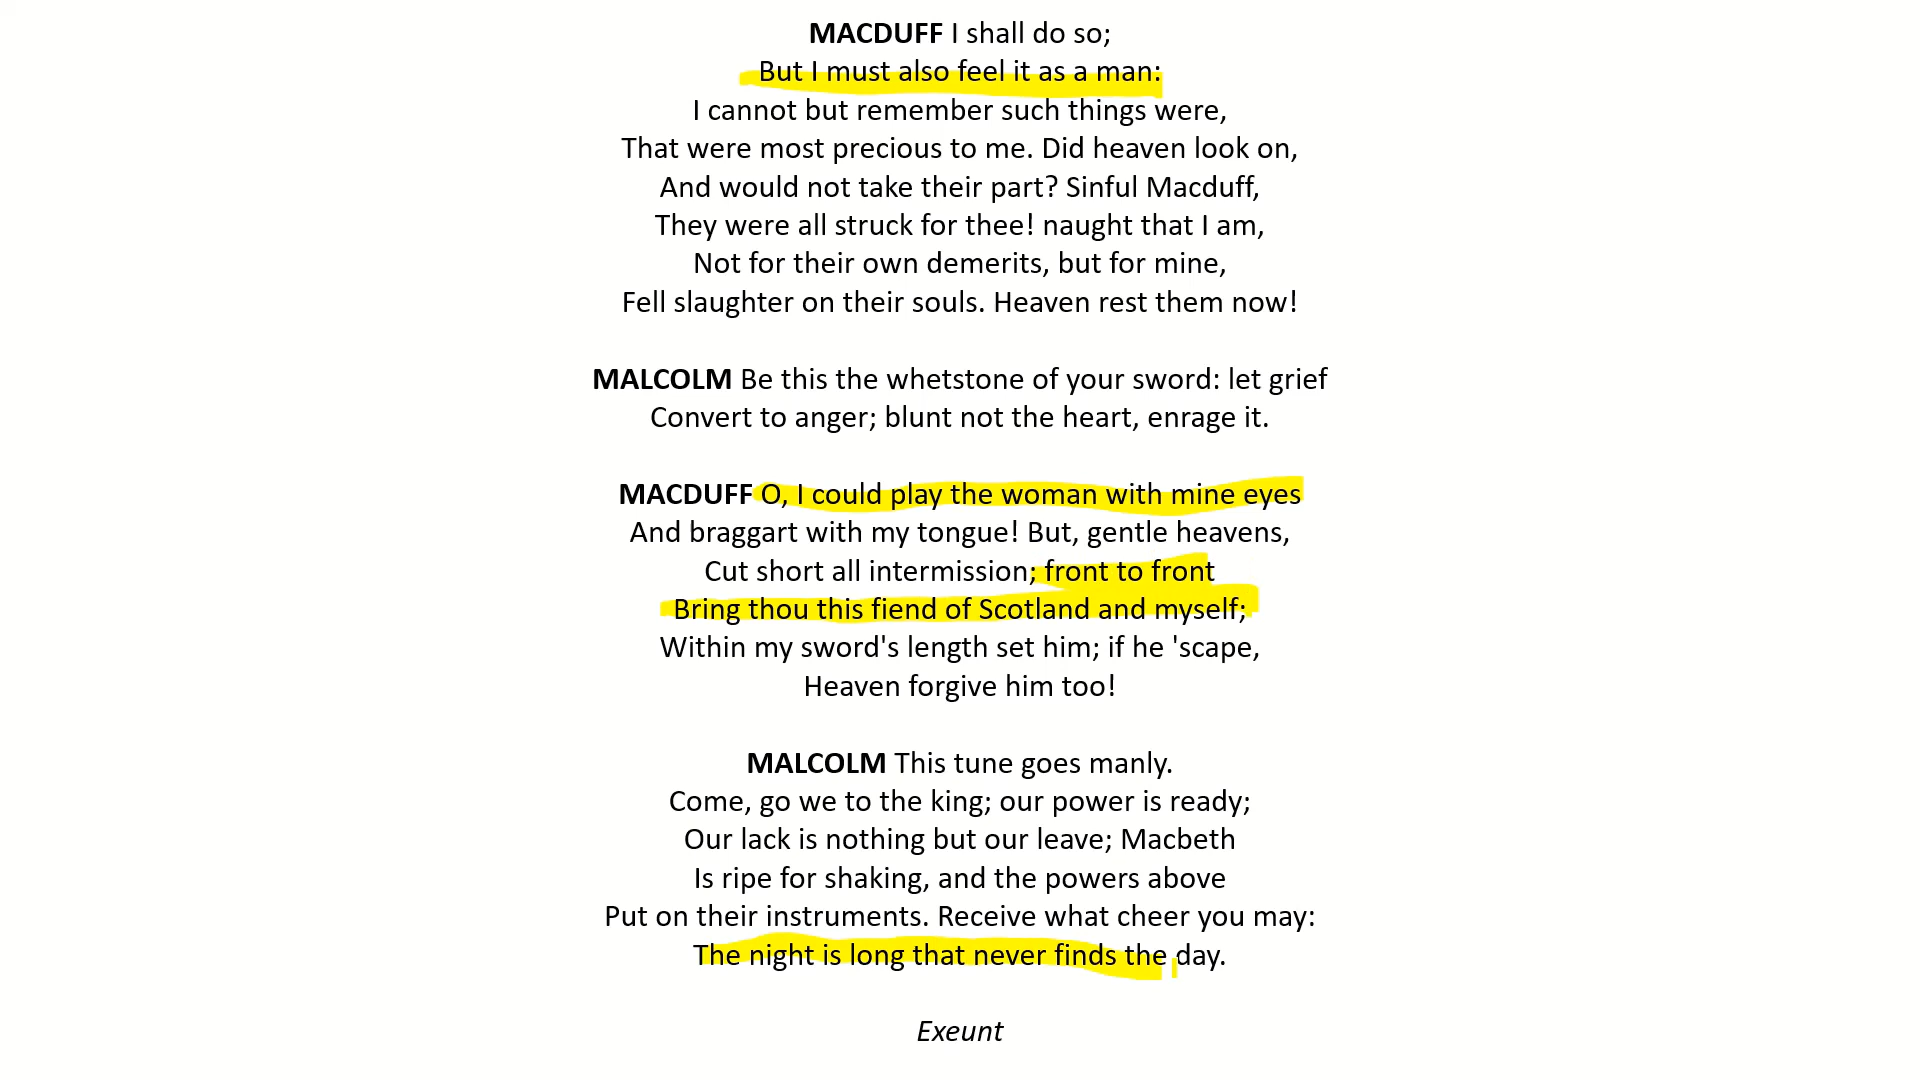 MACDUFF I shall do so;
But I must also feel it as a man:
I cannot but remember such things were,
That were most precious to me. Did heaven look on,
And would not take their part? Sinful Macduff,
They were all struck for thee! naught that I am,
Not for their own demerits, but for mine,
Fell slaughter on their souls. Heaven rest them now!
MALCOLM Be this the whetstone of your sword: let grief
Convert to anger; blunt not the heart, enrage it.
MACDUFF O, I could play the woman with mine eyes
And braggart with my tongue! But, gentle heavens,
Cut short all intermission; front to front
Bring thou this fiend of Scotland and myself;
Within my sword's length set him; if he 'scape,
Heaven forgive him too!
MALCOLM This tune goes manly.
Come, go we to the king; our power is ready;
Our lack is nothing but our leave; Macbeth
Is ripe for shaking, and the powers above
Put on their instruments. Receive what cheer you may:
The night is long that never finds the day.
Exeunt